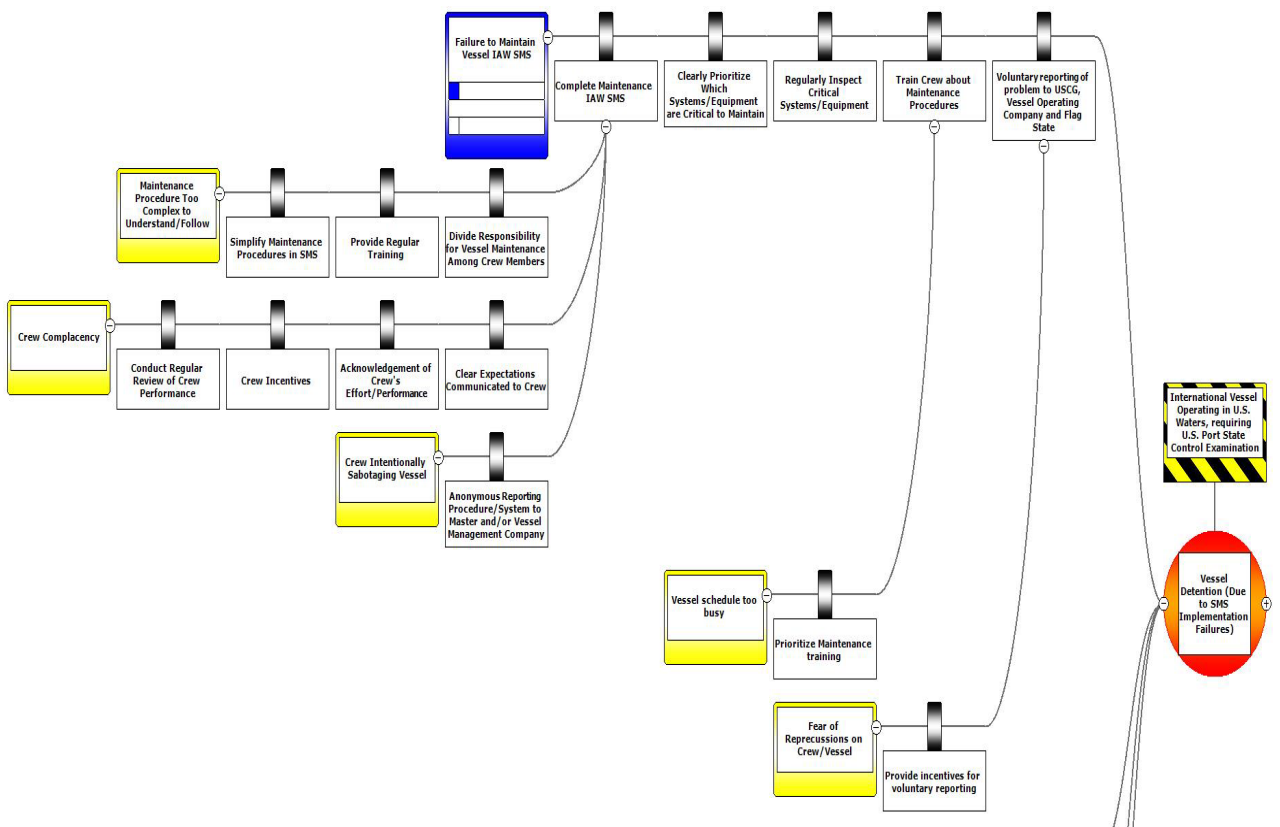 Failure to Maintain
Vessel IAW SMS
Complete Maintenance
IAW SMS
Clearly Prioritize
Which
Systems/Equipment
are Critical to Maintain
Regularly Inspect
Critical
Systems/Equipment
Train Crew about
Maintenance
Procedures
Voluntary reporting of
problem to USCG,
Vessel Operating
Company and Flag
State
Maintenance
Procedure Too
Complex to
Understand/Follow
Simplify Maintenance
Procedures in SMS
Provide Regular
Training
Divide Responsibility
for Vessel Maintenance
Among Crew Members
Crew Complacency
Conduct Regular
Review of Crew
Performance
Crew Incentives
Acknowledgement of
Crew's
Effort/Performance
Clear Expectations
Communicated to Crew
Crew Intentionally
Sabotaging Vessel
Anonymous Reporting
Procedure/System to
Master and/or Vessel
Management Company
International Vessel
Operating in U.S.
Waters, requiring
U.S. Port State
Control Examination
Vessel
Detention (Due
to SMS
Implementation
Failures)
Vessel schedule too
busy
Prioritize Maintenance
training
Fear of
Reprecussions on
Crew/Vessel
Provide incentives for
voluntary reporting